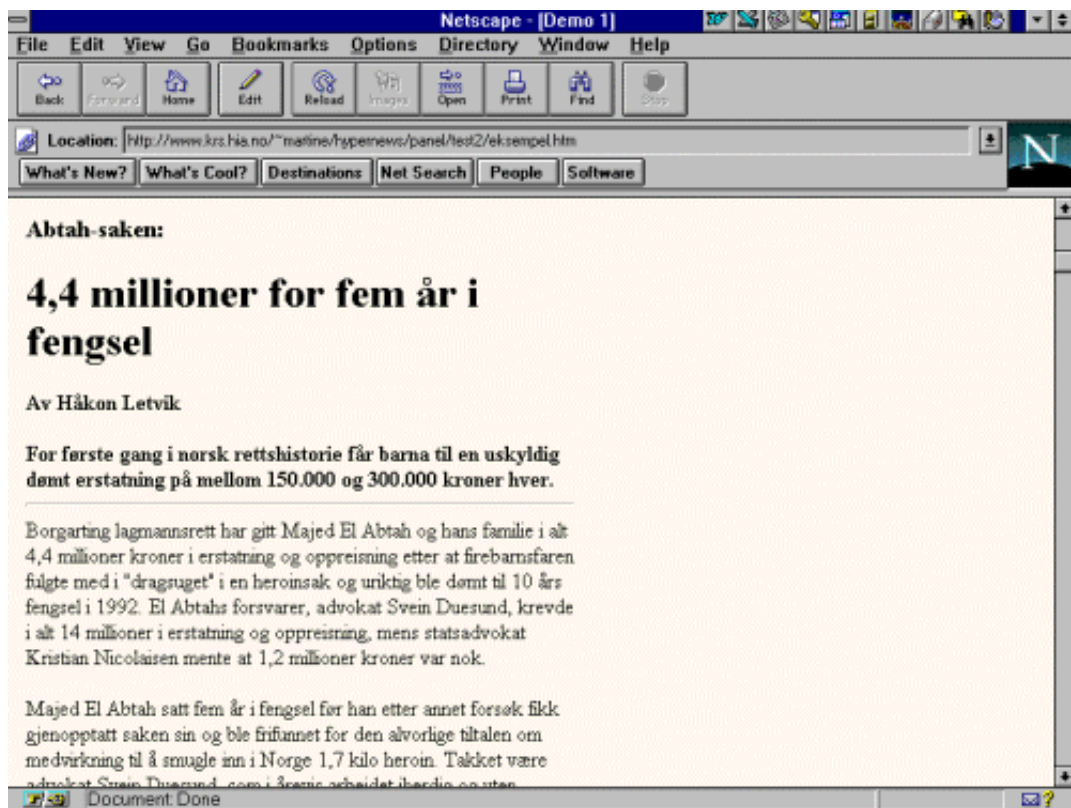 Netscape - [Demo 1]
File Edit View Go Bookmarks Options Directory Window Help
Back Forward Home Edit Reload Images Open Print Find Stop
Location: http://www.krs.hia.no/~martine/hypernews/panel/test2/eksempel.htm
N
What's New? What's Cool? Destinations Net Search People Software
Abtah-saken:
4,4 millioner for fem år i
fengsel
Av Håkon Letvik
For første gang i norsk rettshistorie får barna til en uskyldig
dømt erstatning på mellom 150.000 og 300.000 kroner hver.
Borgarting lagmannsrett har gitt Majed El Abtah og hans familie i alt
4,4 millioner kroner i erstatning og oppreisning etter at firebarnsfaren
fulgte med i "dragsuget" i en heroinsak og uriktig ble dømt til 10 års
fengsel i 1992. El Abtahs forsvarer, advokat Svein Duesund, krevde
i alt 14 millioner i erstatning og oppreisning, mens statsadvokat
Kristian Nicolaisen mente at 1,2 millioner kroner var nok.
Majed El Abtah satt fem år i fengsel før han etter annet forsøk fikk
gjenopptatt saken sin og ble frifunnet for den alvorlige tiltalen om
medvirkning til å smugle inn i Norge 1,7 kilo heroin. Takket være
advokat Svein Duesund, som i årevis arbeidet iherdig og uten
Document: Done